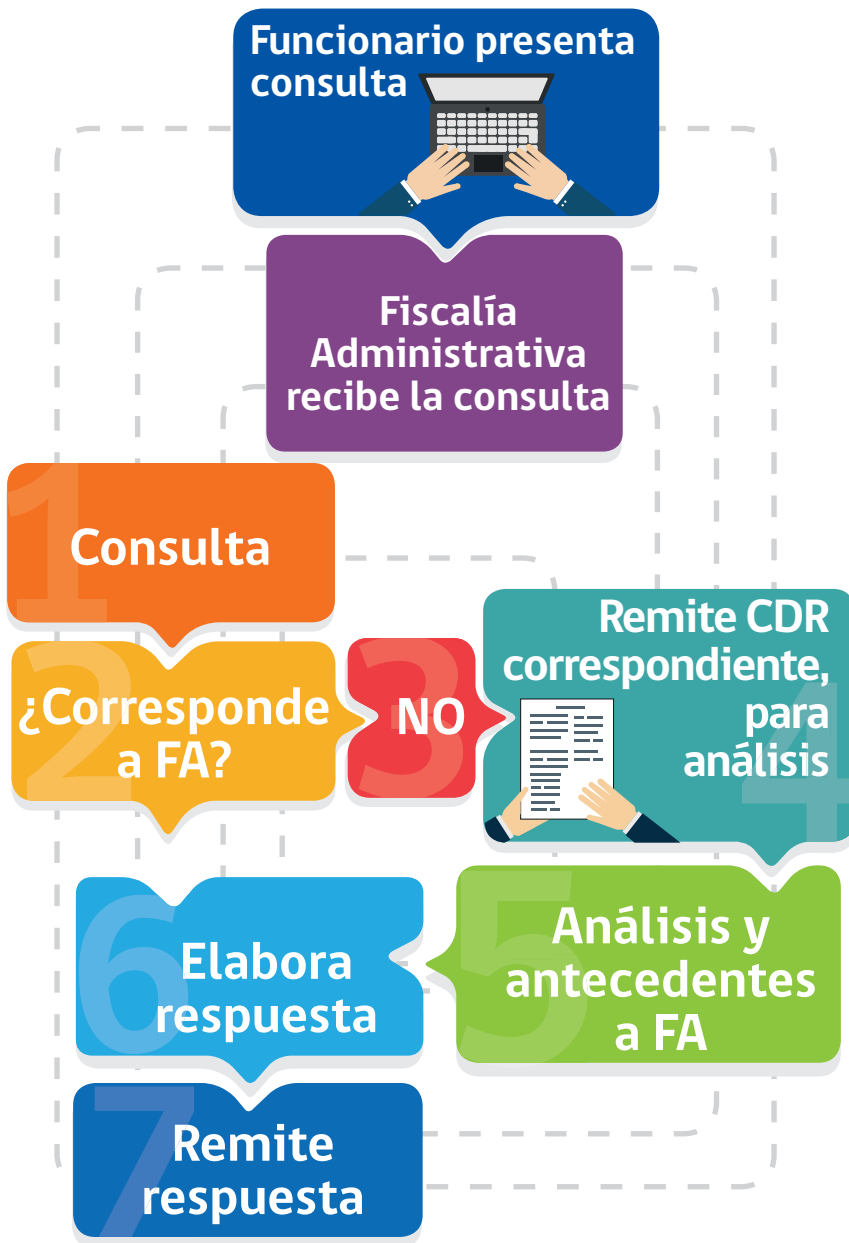 Funcionario presenta
consulta
Fiscalía
Administrativa
recibe la consulta
1
Consulta
2
¿Corresponde
a FA?
3
NO
4
Remite CDR
correspondiente,
para
análisis
5
Análisis y
antecedentes
a FA
6
Elabora
respuesta
7
Remite
respuesta